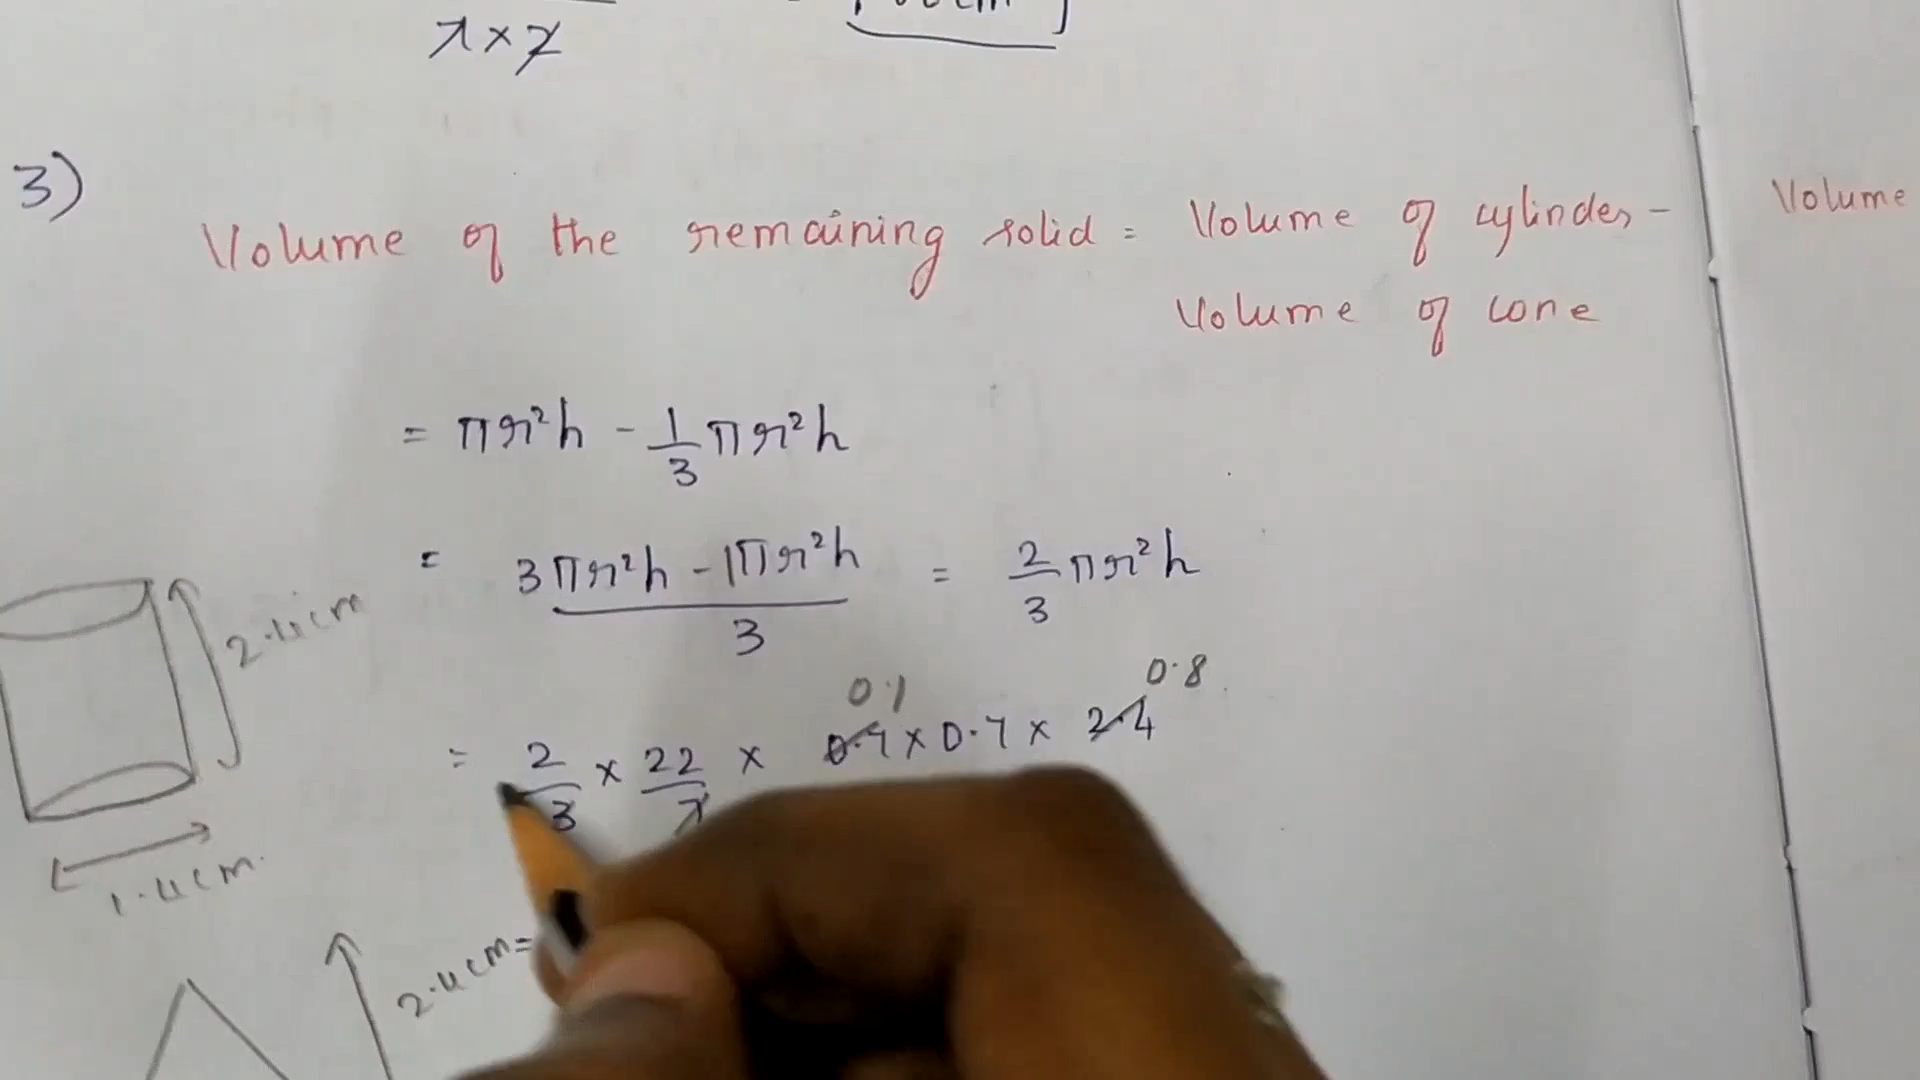 7 × 7
3)
Volume of the remaining solid = Volume of cylinder -
Volume of cone
Volume
= πr²h - 1/3 πr²h
= 3πr²h - 1πr²h / 3 = 2/3 πr²h
0.1 0.8
= 2/3 × 22/7 × 0.7 × 0.7 × 2.4
2.4cm
1.4cm
2.4cm =